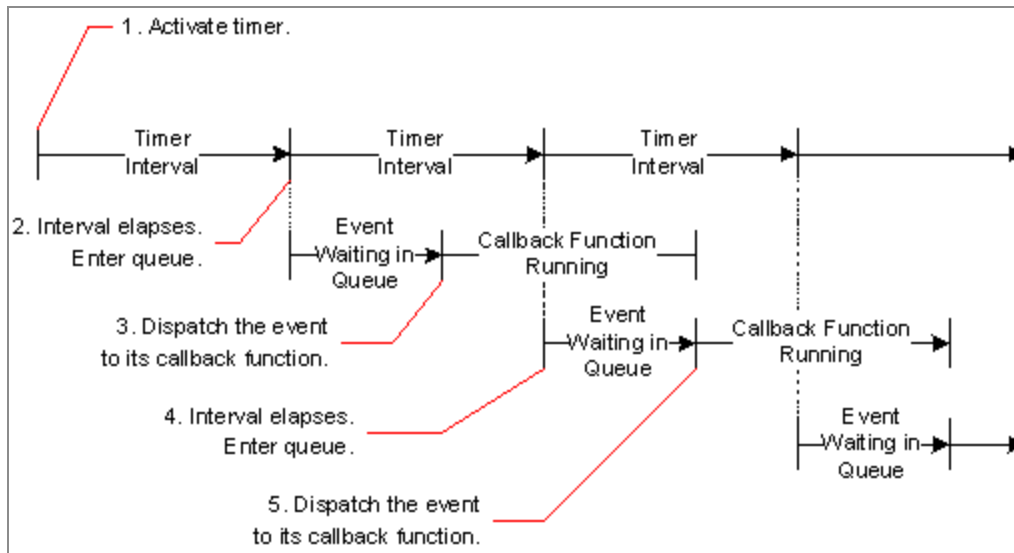 1. Activate timer.
Timer
Interval
Timer
Interval
Timer
Interval
2. Interval elapses.
Enter queue.
Event
Waiting in
Queue
Callback Function
Running
3. Dispatch the event
to its callback function.
Event
Waiting in
Queue
Callback Function
Running
4. Interval elapses.
Enter queue.
Event
Waiting in
Queue
5. Dispatch the event
to its callback function.